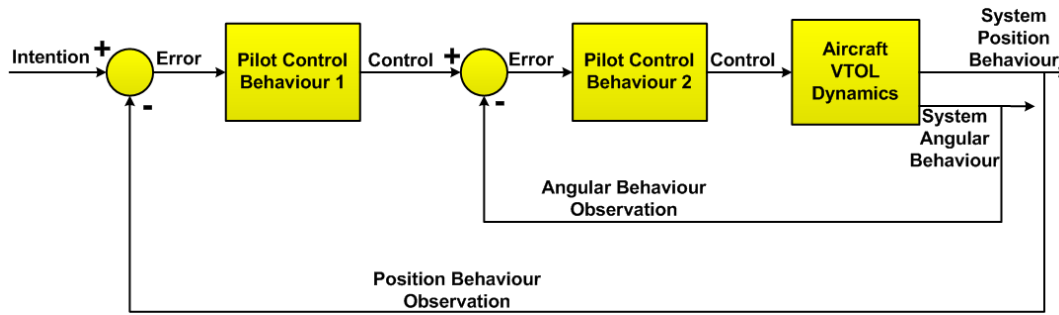 Intention
+
-
Error
Pilot Control
Behaviour 1
Control
+
-
Error
Pilot Control
Behaviour 2
Control
Aircraft
VTOL
Dynamics
System
Position
Behaviour
System
Angular
Behaviour
Angular Behaviour
Observation
Position Behaviour
Observation